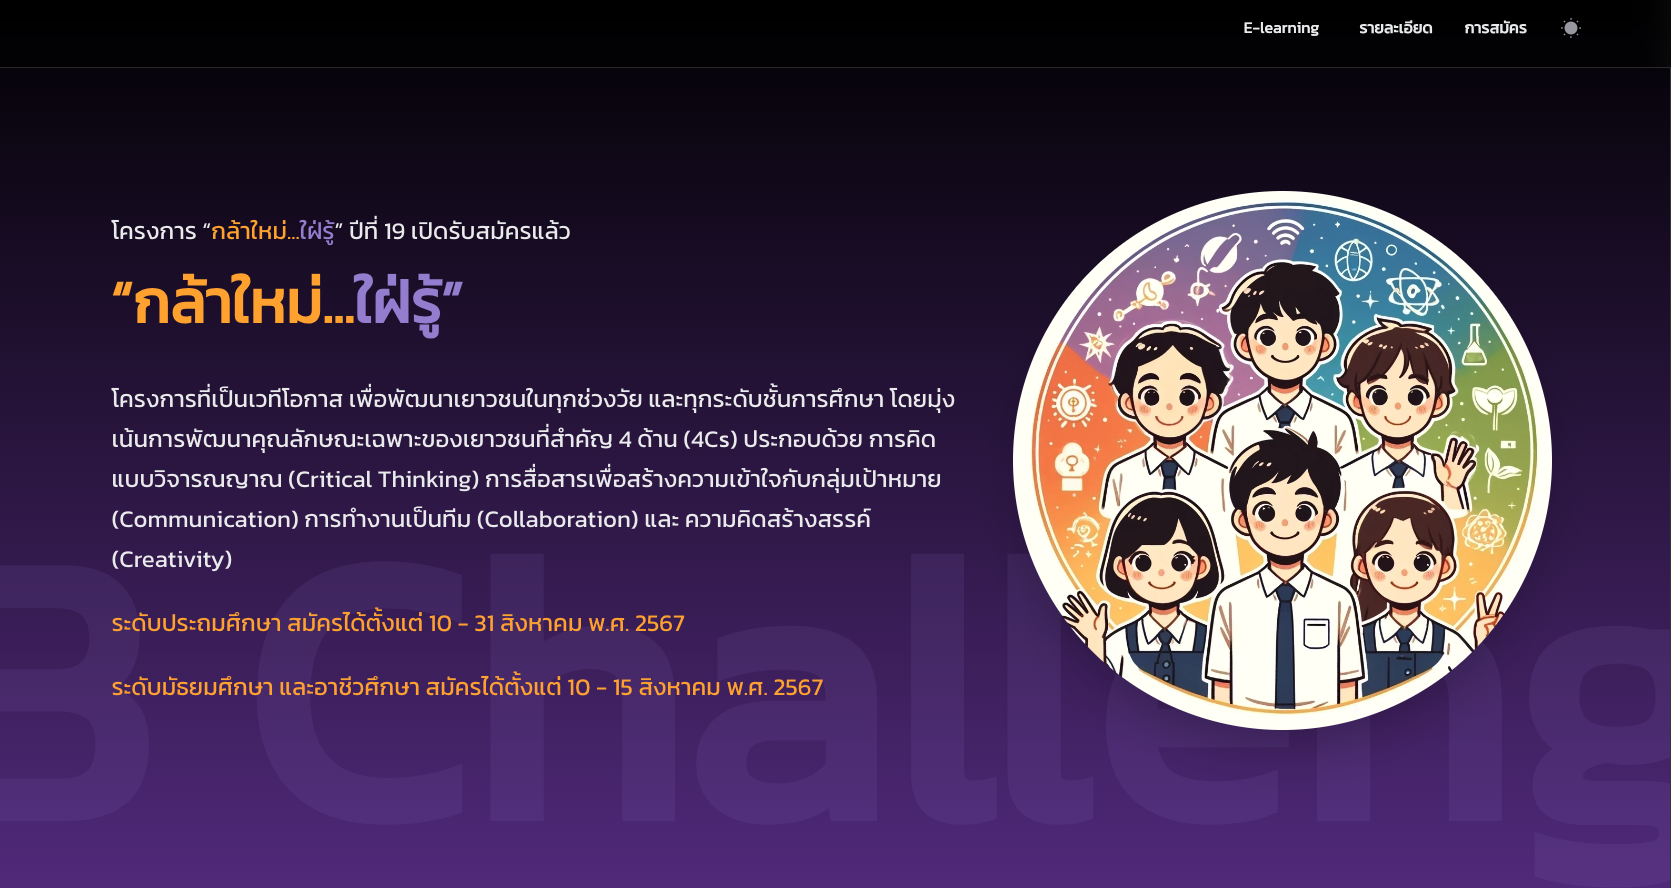 E-learning รายละเอียด การสมัคร
โครงการ “กล้าใหม่...ใฝ่รู้” ปีที่ 19 เปิดรับสมัครแล้ว
“กล้าใหม่...ใฝ่รู้”
โครงการที่เป็นเวทีโอกาส เพื่อพัฒนาเยาวชนในทุกช่วงวัย และทุกระดับชั้นการศึกษา โดยมุ่ง
เน้นการพัฒนาคุณลักษณะเฉพาะของเยาวชนที่สำคัญ 4 ด้าน (4Cs) ประกอบด้วย การคิด
แบบวิจารณญาณ (Critical Thinking) การสื่อสารเพื่อสร้างความเข้าใจกับกลุ่มเป้าหมาย
(Communication) การทำงานเป็นทีม (Collaboration) และ ความคิดสร้างสรรค์
(Creativity)
ระดับประถมศึกษา สมัครได้ตั้งแต่ 10 - 31 สิงหาคม พ.ศ. 2567
ระดับมัธยมศึกษา และอาชีวศึกษา สมัครได้ตั้งแต่ 10 - 15 สิงหาคม พ.ศ. 2567
B Challeng